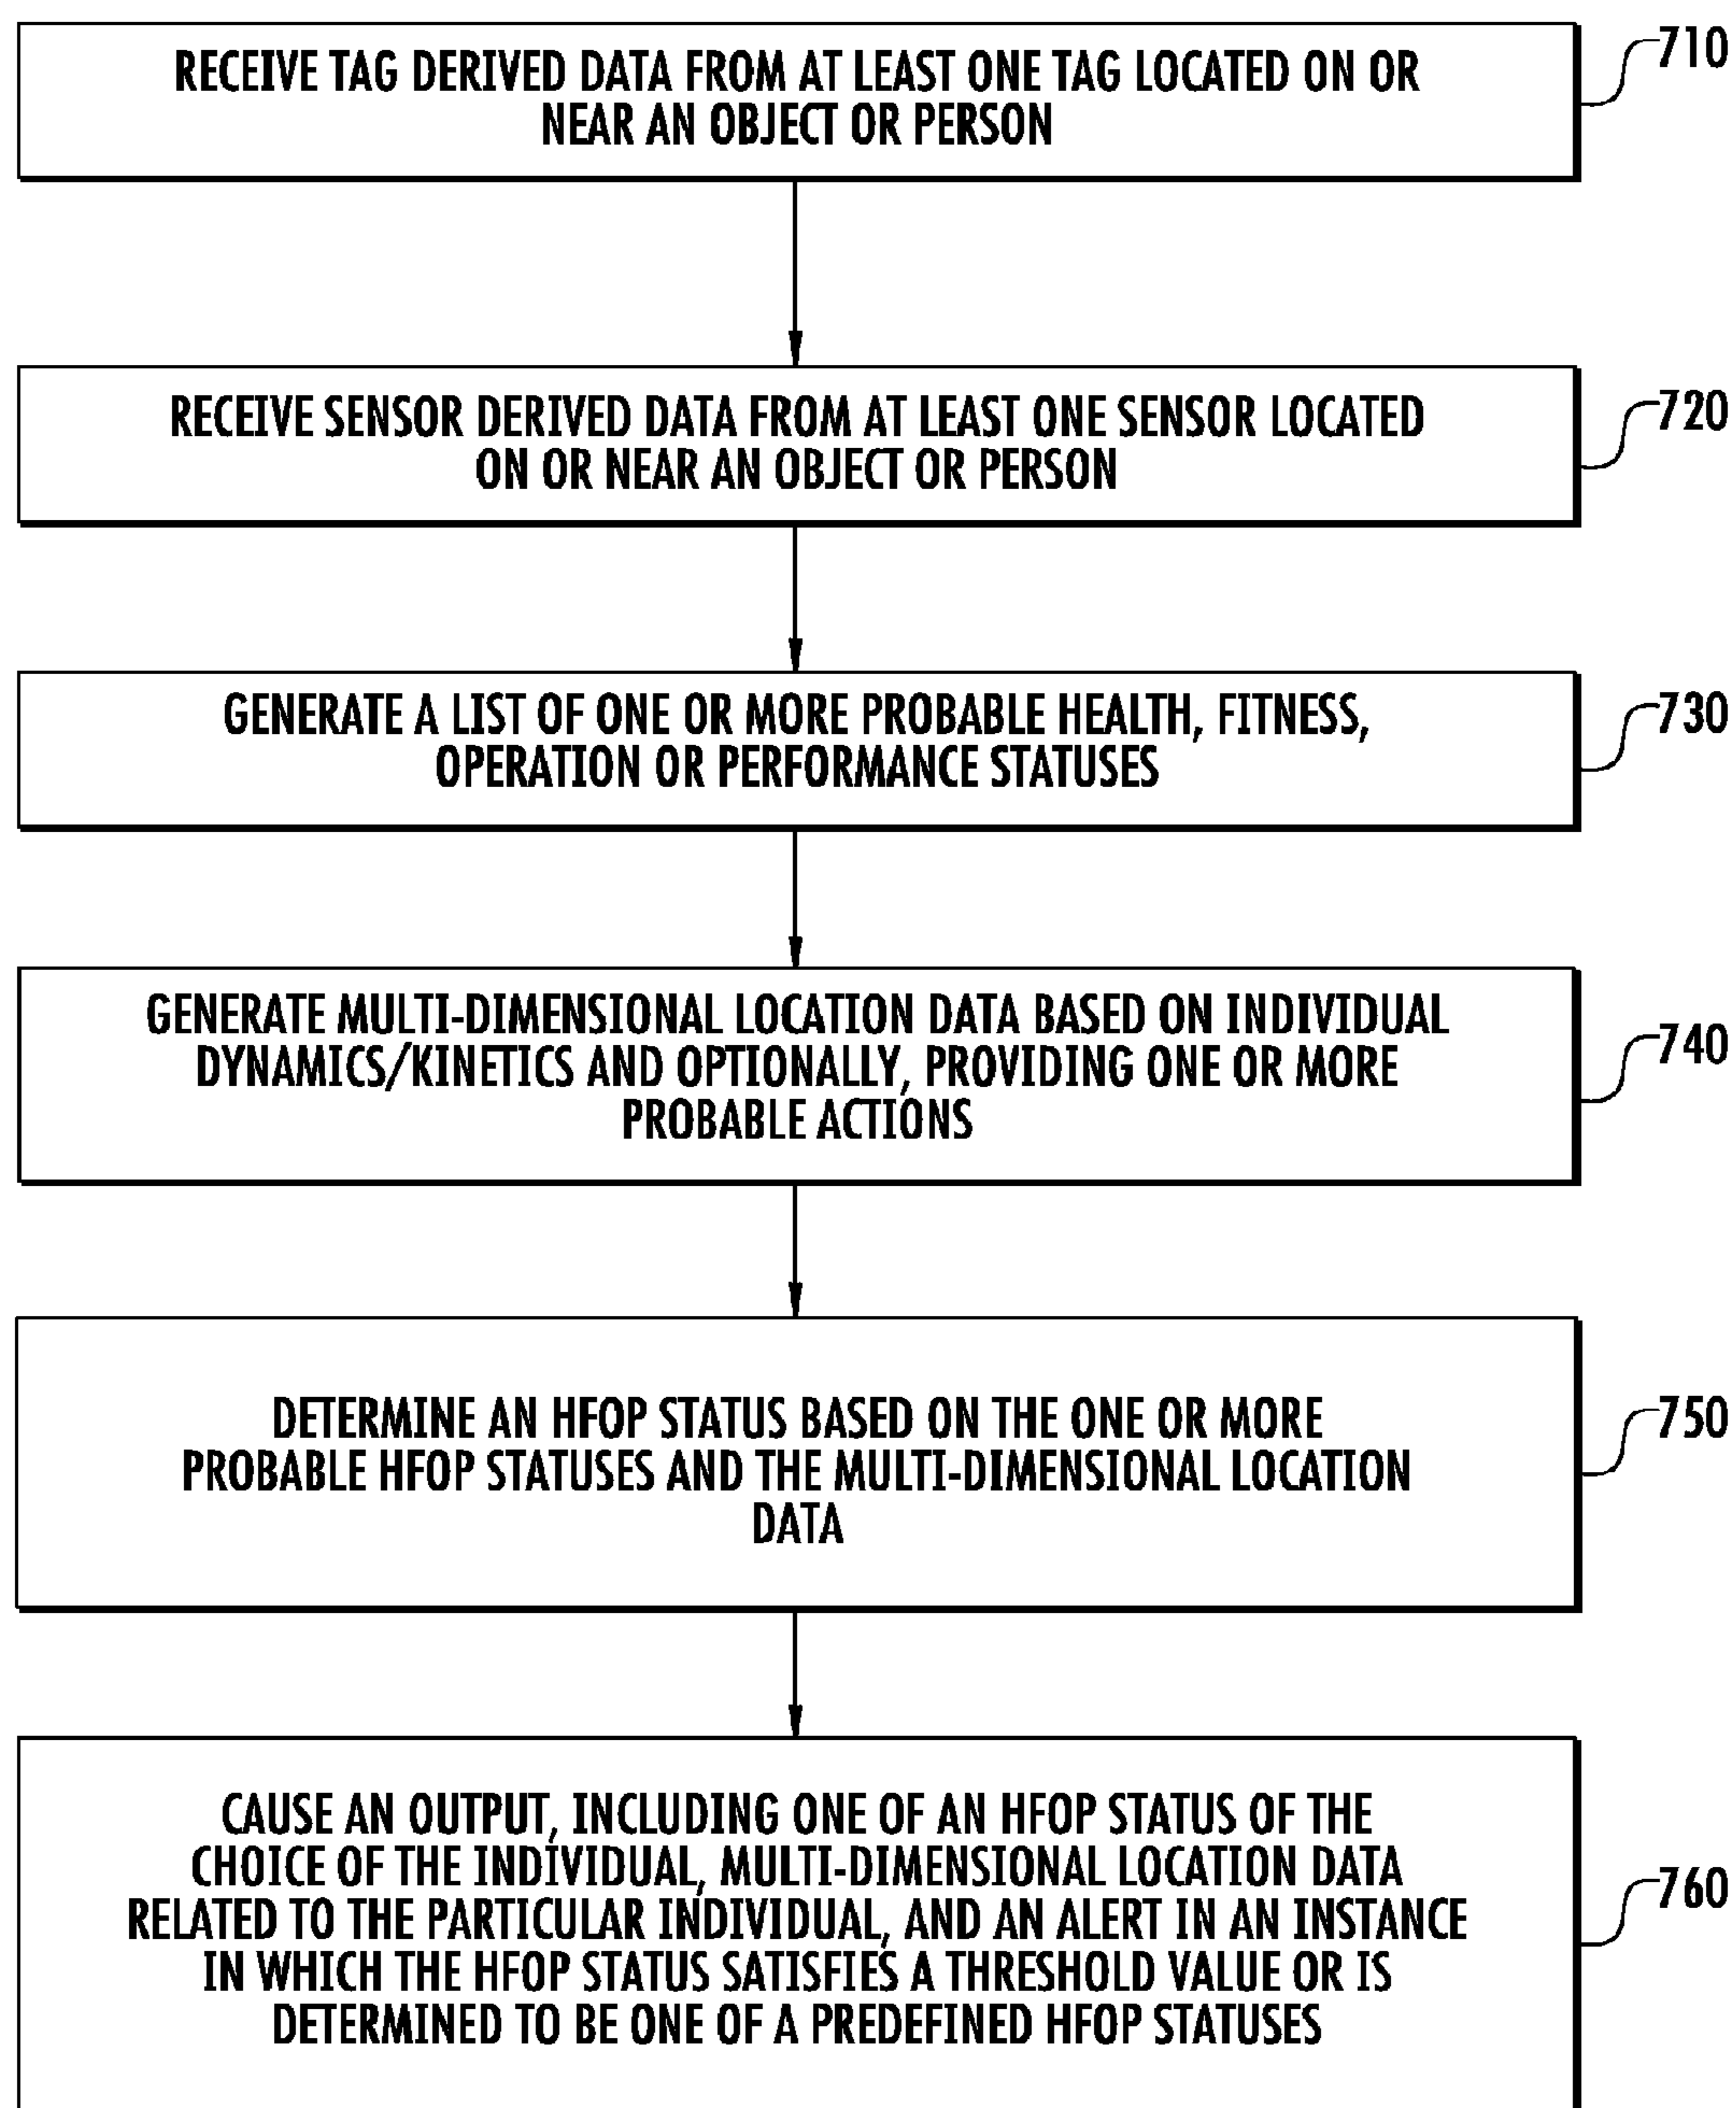 RECEIVE TAG DERIVED DATA FROM AT LEAST ONE TAG LOCATED ON OR
NEAR AN OBJECT OR PERSON
710
RECEIVE SENSOR DERIVED DATA FROM AT LEAST ONE SENSOR LOCATED
ON OR NEAR AN OBJECT OR PERSON
720
GENERATE A LIST OF ONE OR MORE PROBABLE HEALTH, FITNESS,
OPERATION OR PERFORMANCE STATUSES
730
GENERATE MULTI-DIMENSIONAL LOCATION DATA BASED ON INDIVIDUAL
DYNAMICS/KINETICS AND OPTIONALLY, PROVIDING ONE OR MORE
PROBABLE ACTIONS
740
DETERMINE AN HFOP STATUS BASED ON THE ONE OR MORE
PROBABLE HFOP STATUSES AND THE MULTI-DIMENSIONAL LOCATION
DATA
750
CAUSE AN OUTPUT, INCLUDING ONE OF AN HFOP STATUS OF THE
CHOICE OF THE INDIVIDUAL, MULTI-DIMENSIONAL LOCATION DATA
RELATED TO THE PARTICULAR INDIVIDUAL, AND AN ALERT IN AN INSTANCE
IN WHICH THE HFOP STATUS SATISFIES A THRESHOLD VALUE OR IS
DETERMINED TO BE ONE OF A PREDEFINED HFOP STATUSES
760